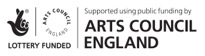 ARTS COUNCIL
ENGLAND
LOTTERY FUNDED
Supported using public funding by
ARTS COUNCIL
ENGLAND